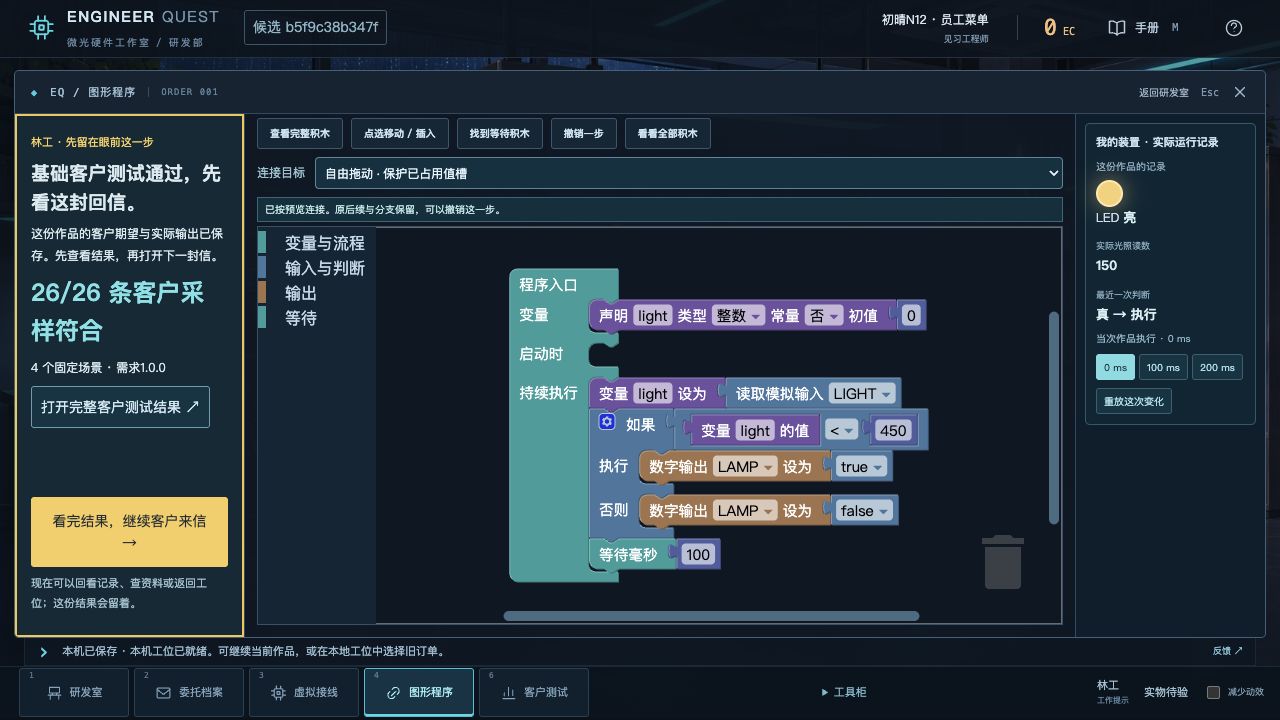 ENGINEER QUEST
微光硬件工作室 / 研发部
候选 b5f9c38b347f
初晴N12 · 员工菜单
见习工程师
0 EC
手册 M
EQ / 图形程序 | ORDER 001
返回研发室 Esc
林工 · 先留在眼前这一步
基础客户测试通过，先
看这封回信。
这份作品的客户期望与实际输出已保
存。先查看结果，再打开下一封信。
26/26 条客户采
样符合
4 个固定场景 · 需求1.0.0
打开完整客户测试结果 ↗
看完结果，继续客户来信
→
现在可以回看记录、查资料或返回工
位；这份结果会留着。
查看完整积木
点选移动 / 插入
找到等待积木
撤销一步
看看全部积木
连接目标
自由拖动 · 保护已占用值槽
已按预览连接。原后续与分支保留，可以撤销这一步。
变量与流程
输入与判断
输出
等待
程序入口
变量
声明 light 类型 整数 常量 否 初值 0
启动时
持续执行
变量 light 设为 读取模拟输入 LIGHT
如果 变量 light 的值 < 450
执行 数字输出 LAMP 设为 true
否则 数字输出 LAMP 设为 false
等待毫秒 100
我的装置 · 实际运行记录
这份作品的记录
LED 亮
实际光照读数
150
最近一次判断
真 → 执行
当次作品执行 · 0 ms
0 ms
100 ms
200 ms
重放这次变化
本机已保存 · 本机工位已就绪。可继续当前作品，或在本地工位中选择旧订单。
反馈 ↗
1 研发室
2 委托档案
3 虚拟接线
4 图形程序
6 客户测试
工具柜
林工
工作提示
实物待验
减少动效